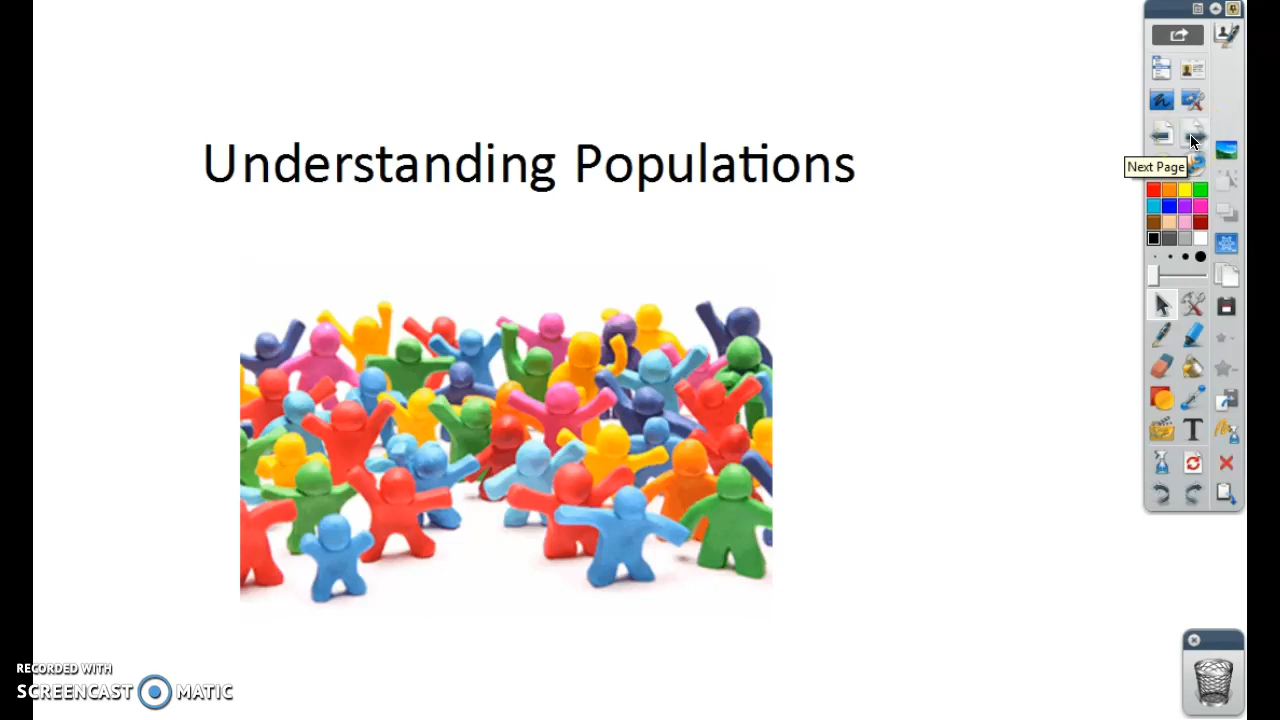 Understanding Populations
Next Page
T
RECORDED WITH
SCREENCAST MATIC